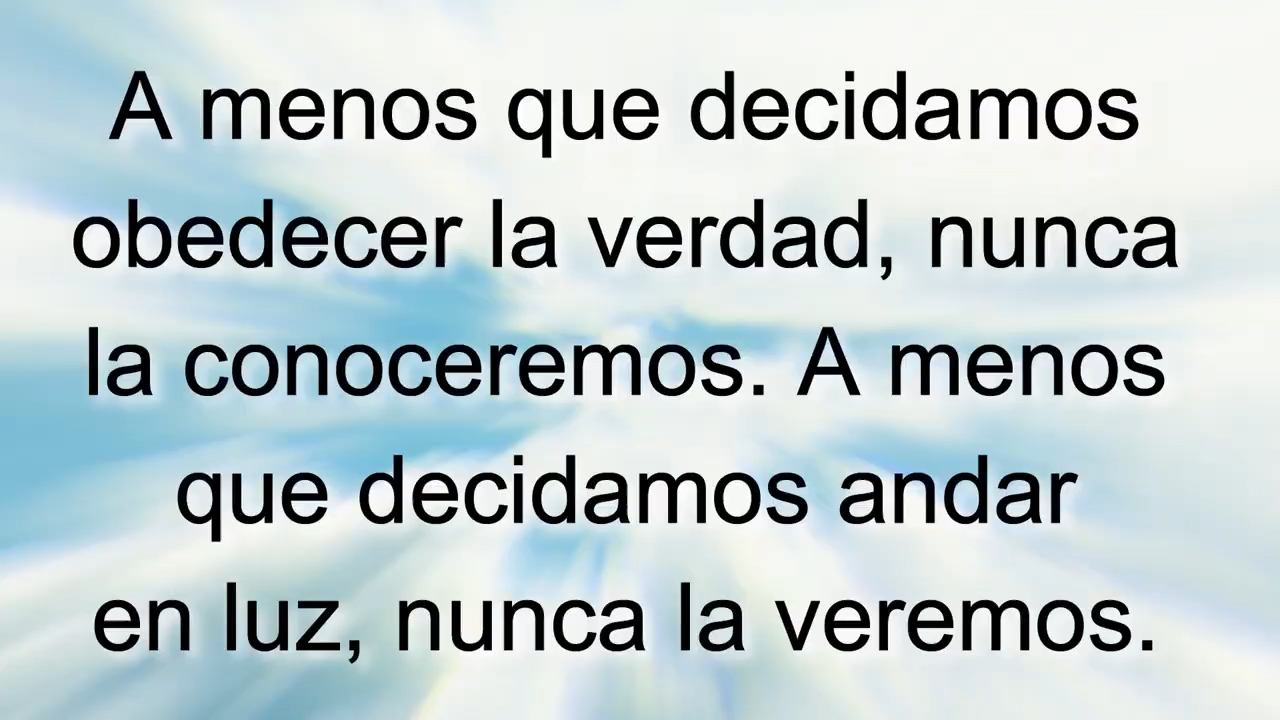 A menos que decidamos
obedecer la verdad, nunca
la conoceremos. A menos
que decidamos andar
en luz, nunca la veremos.